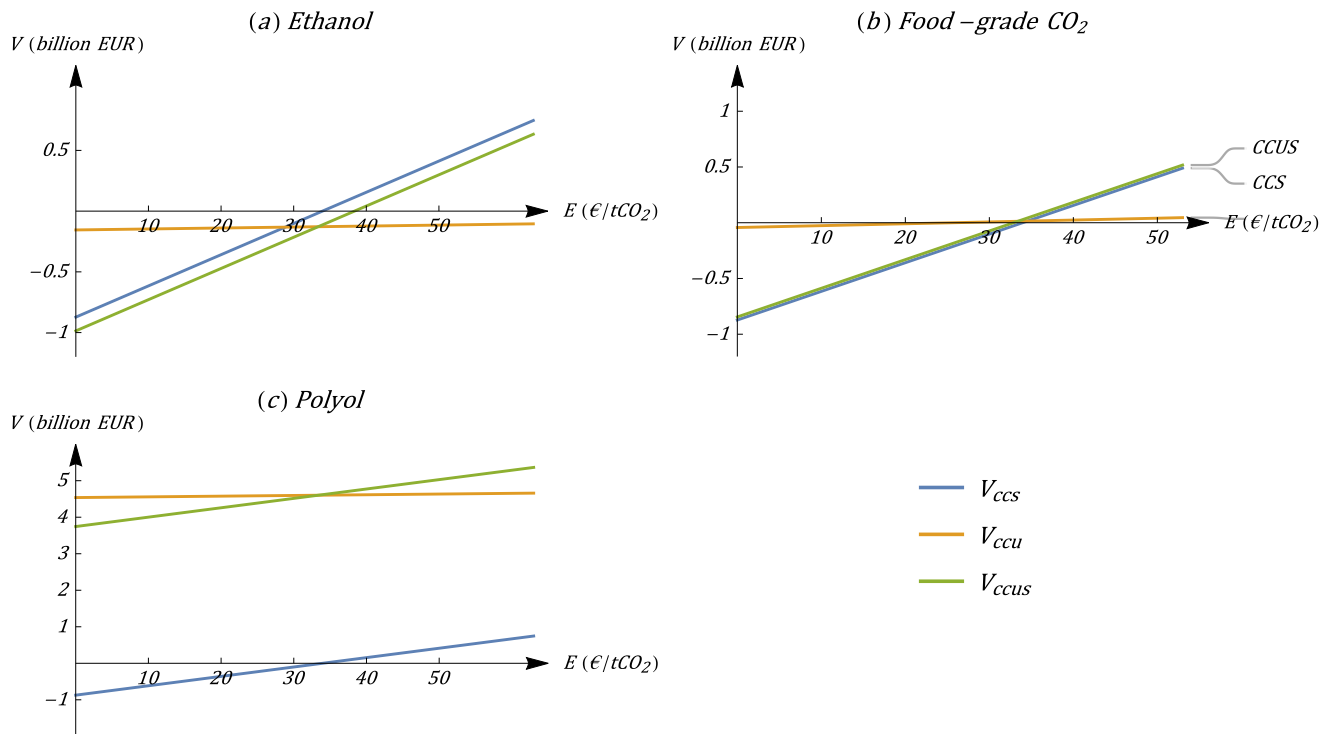 (a) Ethanol
V (billion EUR)
0.5
−0.5
−1
10 20 30 40 50
E (€/tCO2)
(b) Food−grade CO2
V (billion EUR)
1
0.5
−0.5
−1
10 20 30 40 50
CCUS
CCS
E (€/tCO2)
(c) Polyol
V (billion EUR)
5
4
3
2
1
−1
10 20 30 40 50
E (€/tCO2)
Vccs
Vccu
Vccus